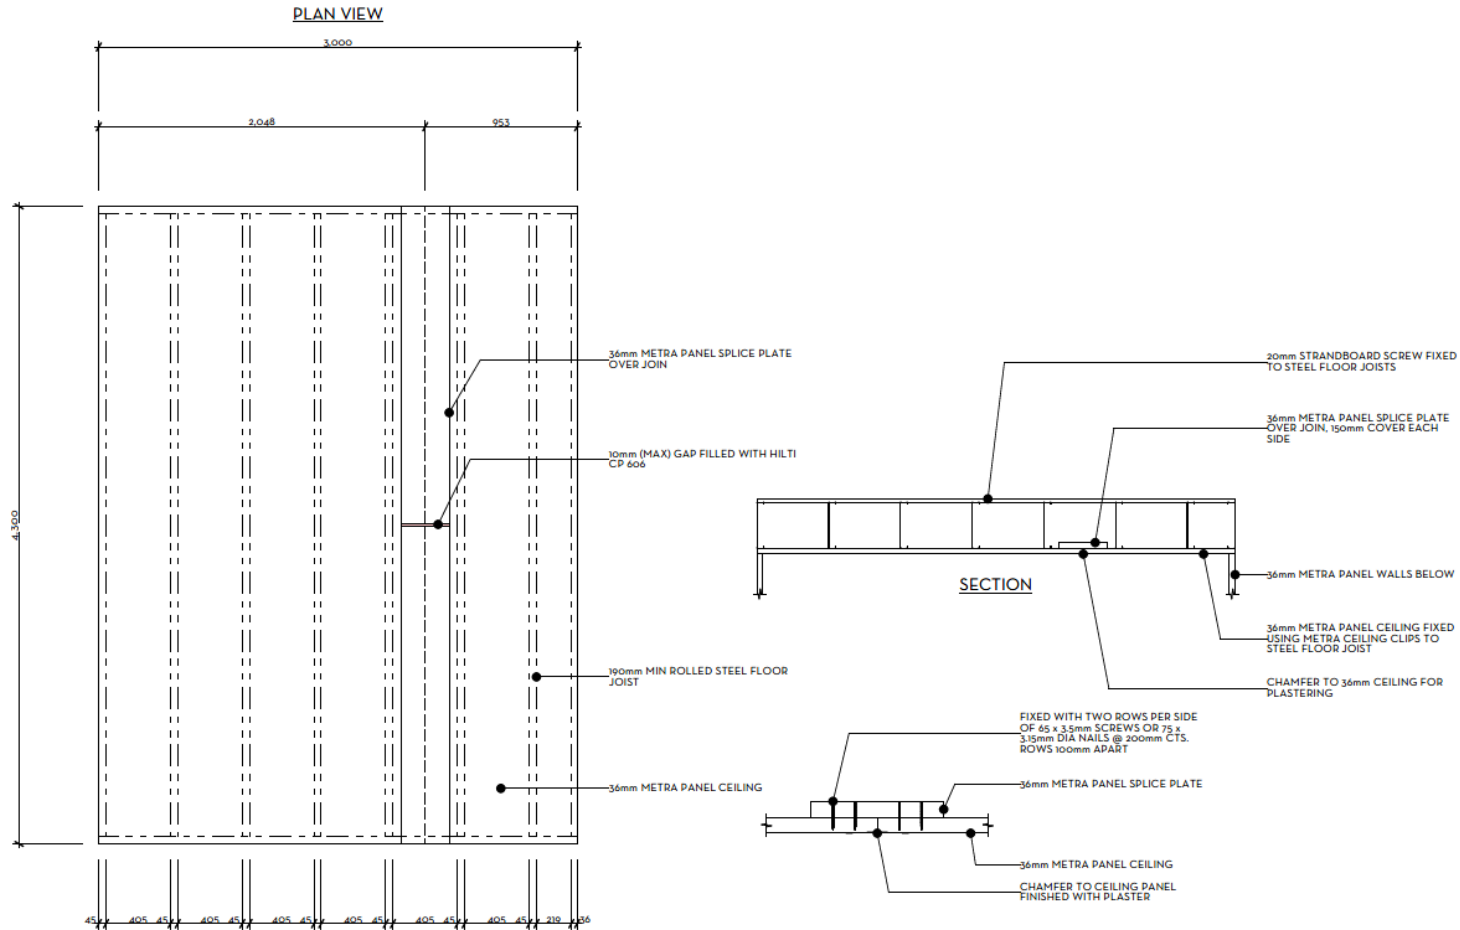 PLAN VIEW
3,000
2,048
953
4,300
36mm METRA PANEL SPLICE PLATE
OVER JOIN
10mm (MAX) GAP FILLED WITH HILTI
CP 606
190mm MIN ROLLED STEEL FLOOR
JOIST
36mm METRA PANEL CEILING
45 405 45 405 45 405 45 405 45 405 45 405 45 219 36
20mm STRANDBOARD SCREW FIXED
TO STEEL FLOOR JOISTS
36mm METRA PANEL SPLICE PLATE
OVER JOIN, 150mm COVER EACH
SIDE
SECTION
36mm METRA PANEL WALLS BELOW
36mm METRA PANEL CEILING FIXED
USING METRA CEILING CLIPS TO
STEEL FLOOR JOIST
CHAMFER TO 36mm CEILING FOR
PLASTERING
FIXED WITH TWO ROWS PER SIDE
OF 65 x 3.5mm SCREWS OR 75 x
3.15mm DIA NAILS @ 200mm CTS.
ROWS 100mm APART
36mm METRA PANEL SPLICE PLATE
36mm METRA PANEL CEILING
CHAMFER TO CEILING PANEL
FINISHED WITH PLASTER